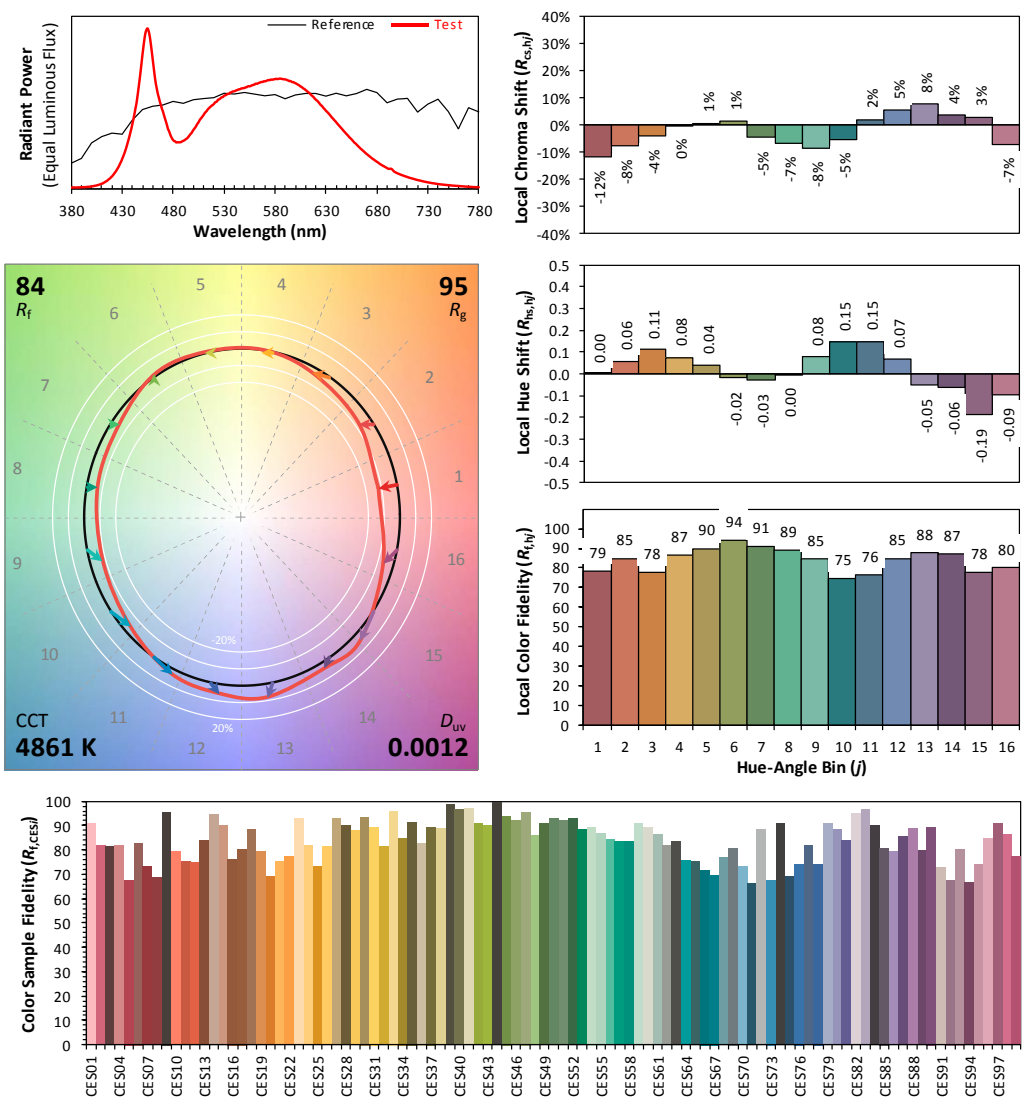 Reference
Test
Radiant Power
(Equal Luminous Flux)
380 430 480 530 580 630 680 730 780
Wavelength (nm)
Local Chroma Shift (Rcs,hj)
40%
30%
20%
10%
0%
-10%
-20%
-30%
-40%
-12% -8% -4% 0% 1% 1% -5% -7% -8% -5% 2% 5% 8% 4% 3% -7%
84
Rf
95
Rg
5 4
6 3
7 2
8 1
9 16
10 15
11 14
12 13
-20%
20%
CCT
4861 K
Duv
0.0012
Local Hue Shift (Rhs,hj)
0.5
0.4
0.3
0.2
0.1
0.0
-0.1
-0.2
-0.3
-0.4
-0.5
0.00 0.06 0.11 0.08 0.04 -0.02 -0.03 0.00 0.08 0.15 0.15 0.07 -0.05 -0.06 -0.19 -0.09
Local Color Fidelity (Rf,hj)
100
90
80
70
60
50
40
30
20
10
0
79 85 78 87 90 94 91 89 85 75 76 85 88 87 78 80
1 2 3 4 5 6 7 8 9 10 11 12 13 14 15 16
Hue-Angle Bin (j)
Color Sample Fidelity (Rf,CESi)
100
90
80
70
60
50
40
30
20
10
0
CES01 CES04 CES07 CES10 CES13 CES16 CES19 CES22 CES25 CES28 CES31 CES34 CES37 CES40 CES43 CES46 CES49 CES52 CES55 CES58 CES61 CES64 CES67 CES70 CES73 CES76 CES79 CES82 CES85 CES88 CES91 CES94 CES97